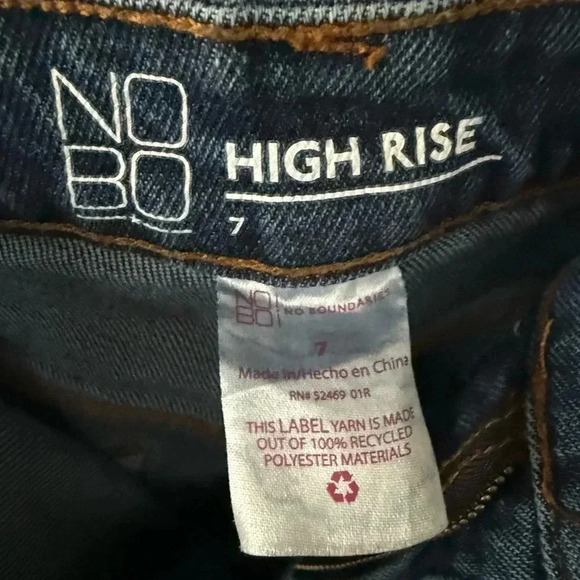 NO
BO
HIGH RISE
7
NO
BO
NO BOUNDARIES
7
Made in/Hecho en China
RN# 52469 01R
THIS LABEL YARN IS MADE
OUT OF 100% RECYCLED
POLYESTER MATERIALS